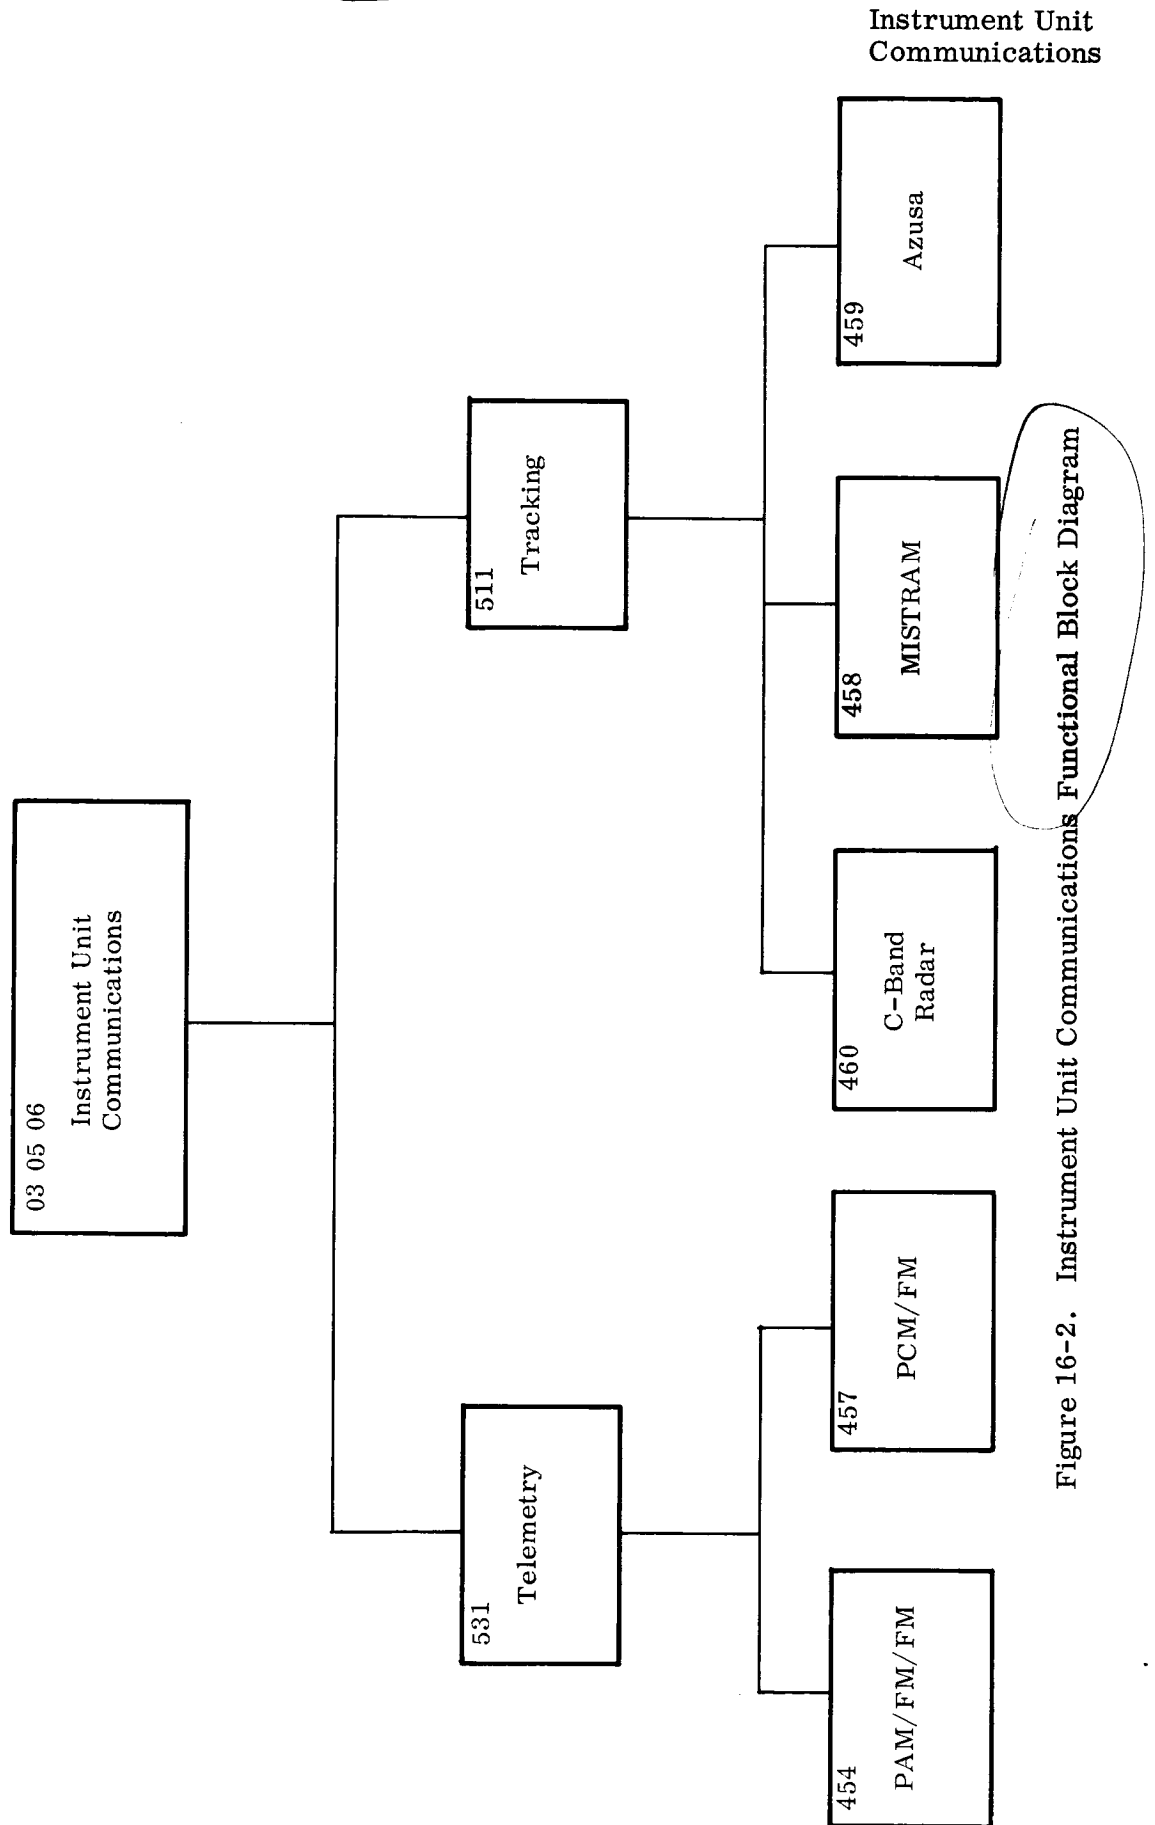 Instrument Unit
Communications
03 05 06
Instrument Unit
Communications
531
Telemetry
511
Tracking
454
PAM/FM/FM
457
PCM/FM
460
C-Band
Radar
458
MISTRAM
459
Azusa
Figure 16-2. Instrument Unit Communications Functional Block Diagram